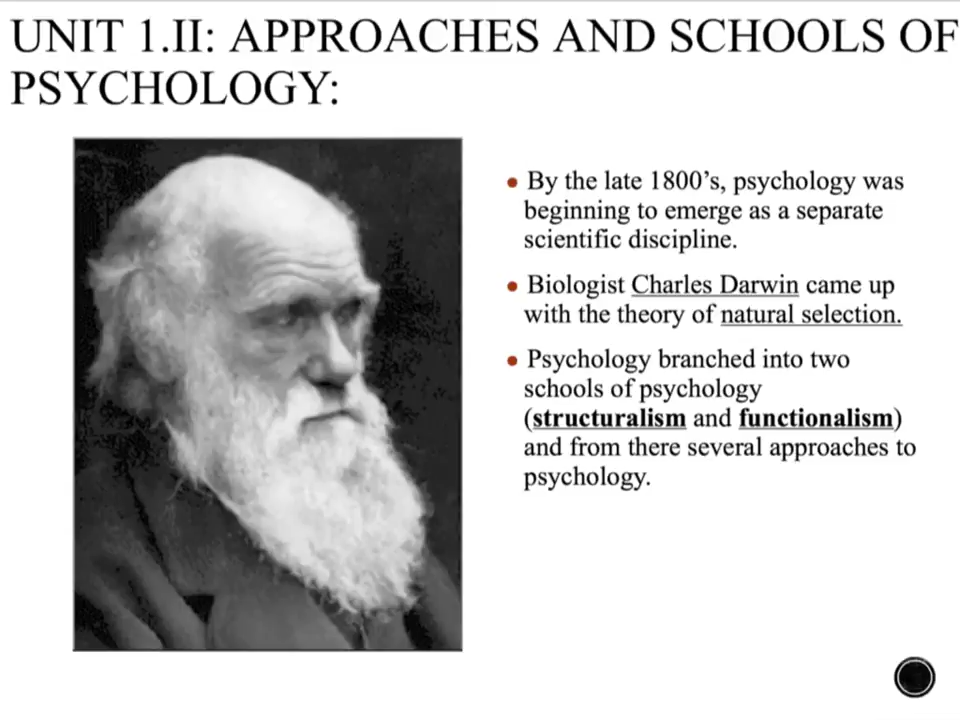 UNIT 1.II: APPROACHES AND SCHOOLS OF
PSYCHOLOGY:
• By the late 1800’s, psychology was
beginning to emerge as a separate
scientific discipline.
• Biologist Charles Darwin came up
with the theory of natural selection.
• Psychology branched into two
schools of psychology
(structuralism and functionalism)
and from there several approaches to
psychology.